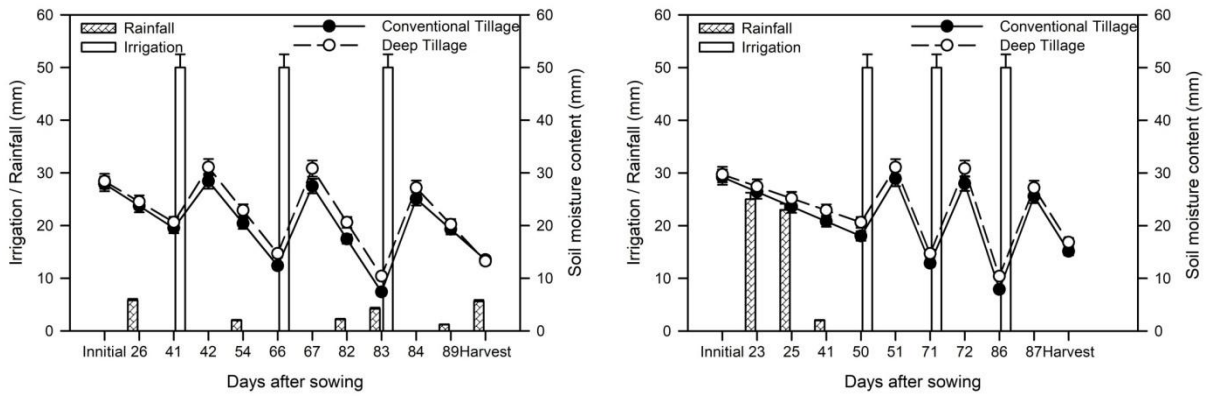 60
50
40
30
20
10
0
Irrigation / Rainfall (mm)
Rainfall
Irrigation
Conventional Tillage
Deep Tillage
60
50
40
30
20
10
0
Soil moisture content (mm)
Innitial 26 41 42 54 66 67 82 83 84 89Harvest
Days after sowing
60
50
40
30
20
10
0
Irrigation / Rainfall (mm)
Rainfall
Irrigation
Conventional Tillage
Deep Tillage
60
50
40
30
20
10
0
Soil moisture content (mm)
Innitial 23 25 41 50 51 71 72 86 87Harvest
Days after sowing